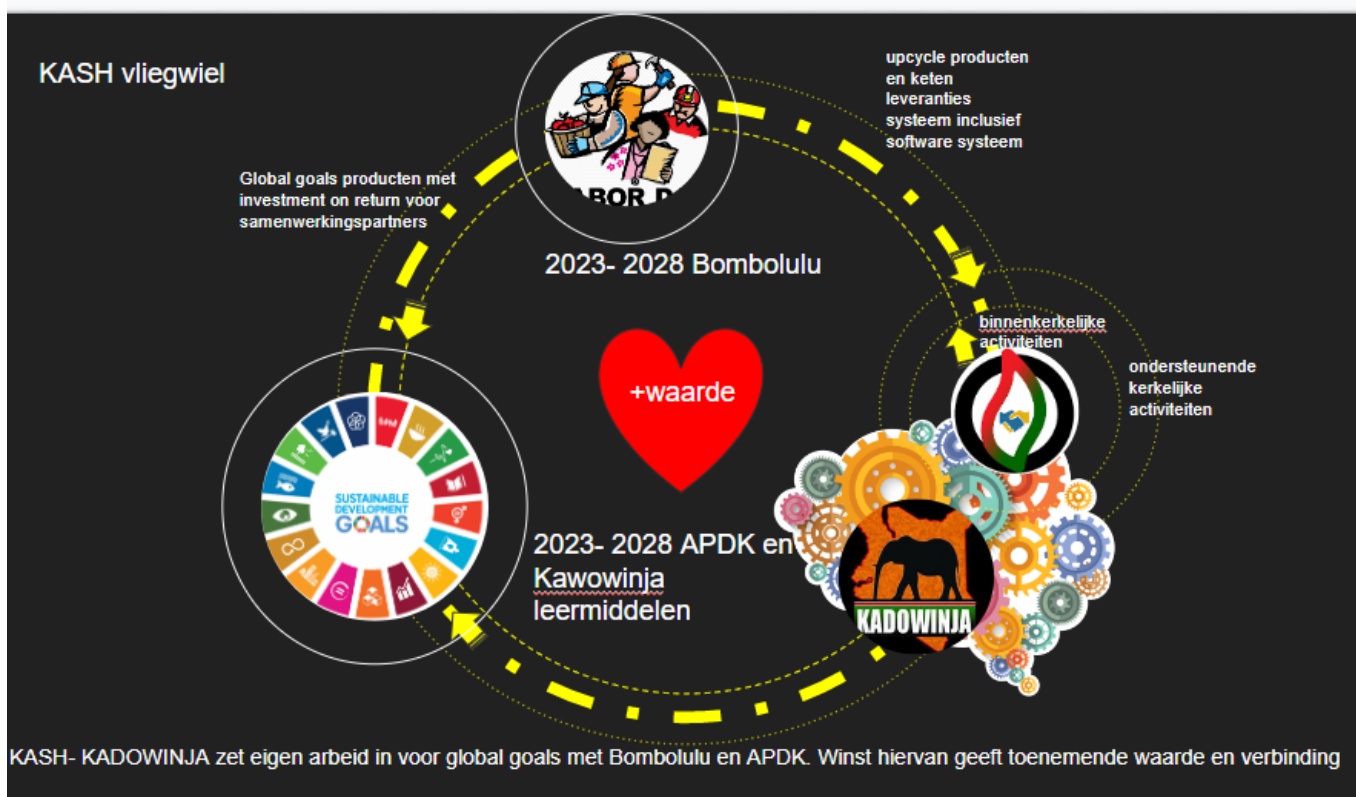 KASH vliegwiel
upcycle producten
en keten
leveranties
systeem inclusief
software systeem
Global goals producten met
investment on return voor
samenwerkingspartners
ABOR D
2023- 2028 Bombolulu
binnenkerkelijke
activiteiten
ondersteunende
kerkelijke
activiteiten
+waarde
SUSTAINABLE
DEVELOPMENT
GOALS
2023- 2028 APDK en
Kawowinja
leermiddelen
KADOWINJA
KASH- KADOWINJA zet eigen arbeid in voor global goals met Bombolulu en APDK. Winst hiervan geeft toenemende waarde en verbinding